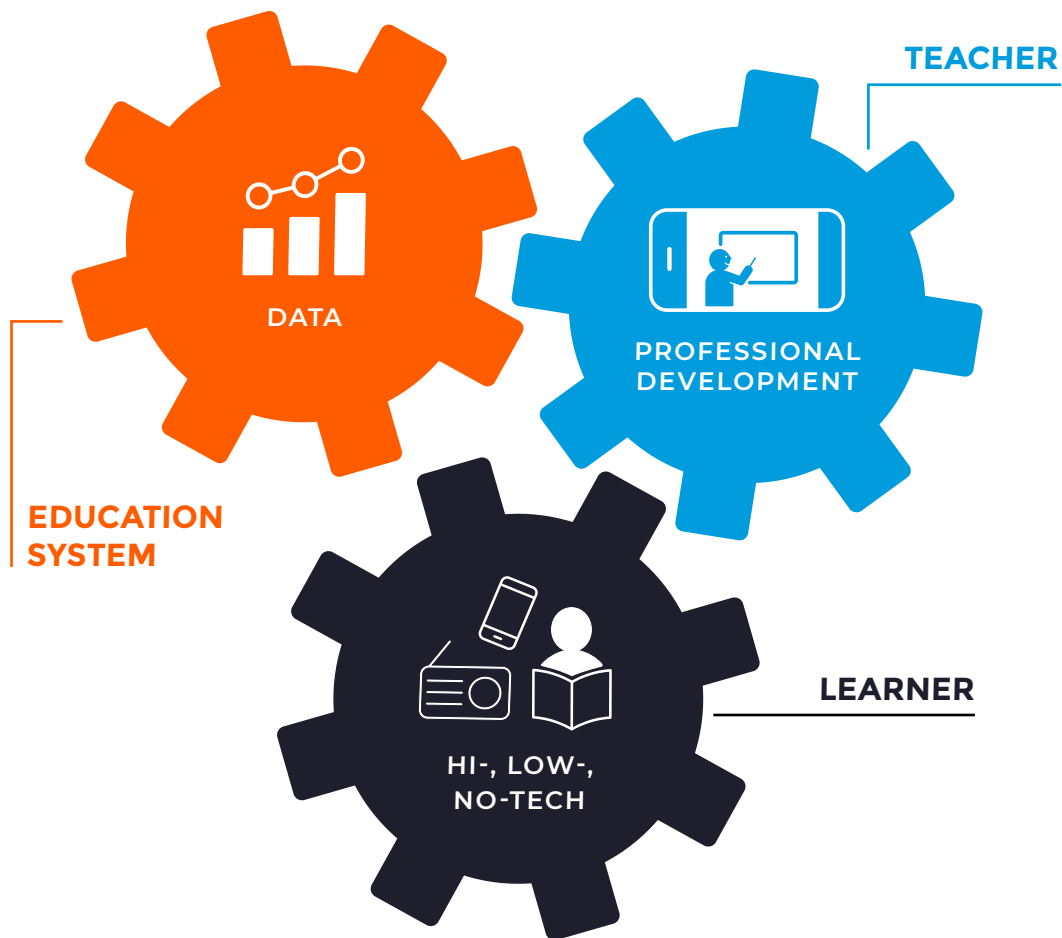 TEACHER
DATA
PROFESSIONAL
DEVELOPMENT
EDUCATION
SYSTEM
LEARNER
HI-, LOW-,
NO-TECH